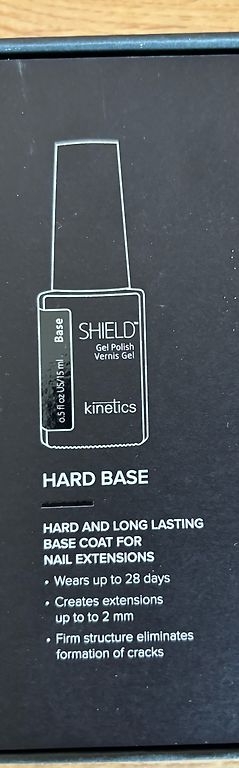 SHIELD™
Gel Polish
Vernis Gel
Base
0.5 fl oz US/15 ml
kinetics
HARD BASE
HARD AND LONG LASTING
BASE COAT FOR
NAIL EXTENSIONS
• Wears up to 28 days
• Creates extensions
up to to 2 mm
• Firm structure eliminates
formation of cracks